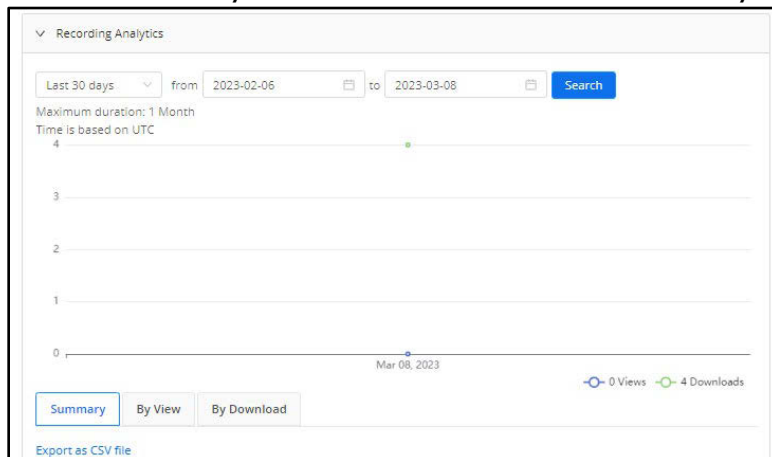 Recording Analytics
Last 30 days from 2023-02-06 to 2023-03-08 Search
Maximum duration: 1 Month
Time is based on UTC
4
3
2
1
0
Mar 08, 2023
0 Views 4 Downloads
Summary By View By Download
Export as CSV file